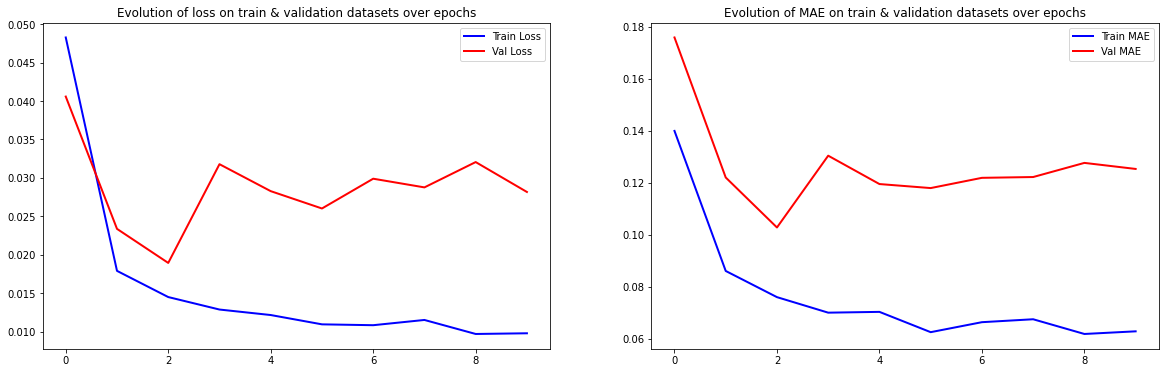 Evolution of loss on train & validation datasets over epochs
Train Loss
Val Loss
0.050
0.045
0.040
0.035
0.030
0.025
0.020
0.015
0.010
0 2 4 6 8
Evolution of MAE on train & validation datasets over epochs
Train MAE
Val MAE
0.18
0.16
0.14
0.12
0.10
0.08
0.06
0 2 4 6 8